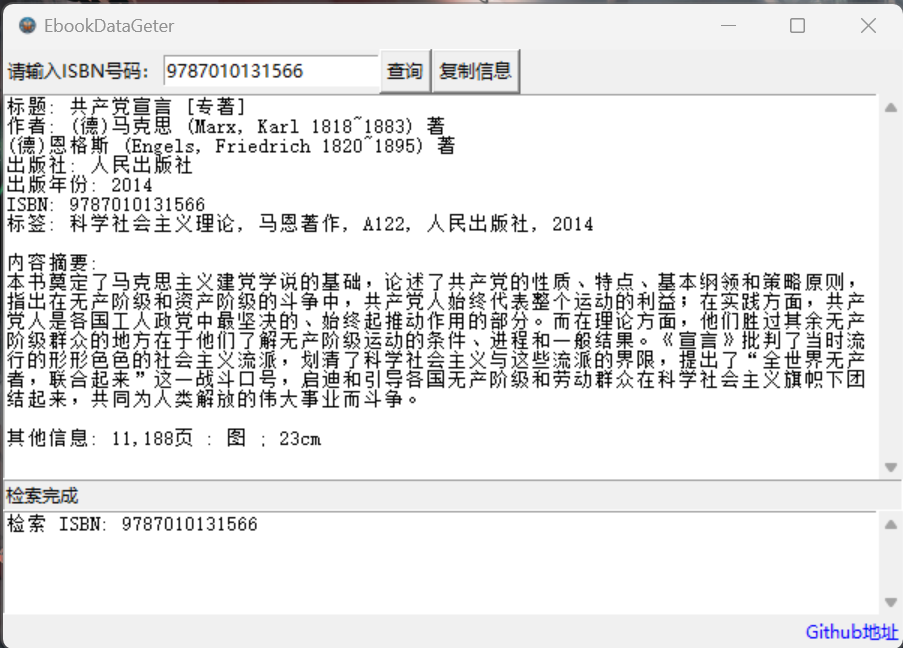 EbookDataGeter
请输入ISBN号码： 9787010131566 查询 复制信息
标题: 共产党宣言 [专著]
作者: (德)马克思 (Marx, Karl 1818~1883) 著
(德)恩格斯 (Engels, Friedrich 1820~1895) 著
出版社: 人民出版社
出版年份: 2014
ISBN: 9787010131566
标签: 科学社会主义理论, 马恩著作, A122, 人民出版社, 2014
内容摘要:
本书奠定了马克思主义建党学说的基础，论述了共产党的性质、特点、基本纲领和策略原则，
指出在无产阶级和资产阶级的斗争中，共产党人始终代表整个运动的利益；在实践方面，共产
党人是各国工人政党中最坚决的、始终起推动作用的部分。而在理论方面，他们胜过其余无产
阶级群众的地方在于他们了解无产阶级运动的条件、进程和一般结果。《宣言》批判了当时流
行的形形色色的社会主义流派，划清了科学社会主义与这些流派的界限，提出了“全世界无产
者，联合起来”这一战斗口号，启迪和引导各国无产阶级和劳动群众在科学社会主义旗帜下团
结起来，共同为人类解放的伟大事业而斗争。
其他信息: 11,188页 : 图 ; 23cm
检索完成
检索 ISBN: 9787010131566
Github地址